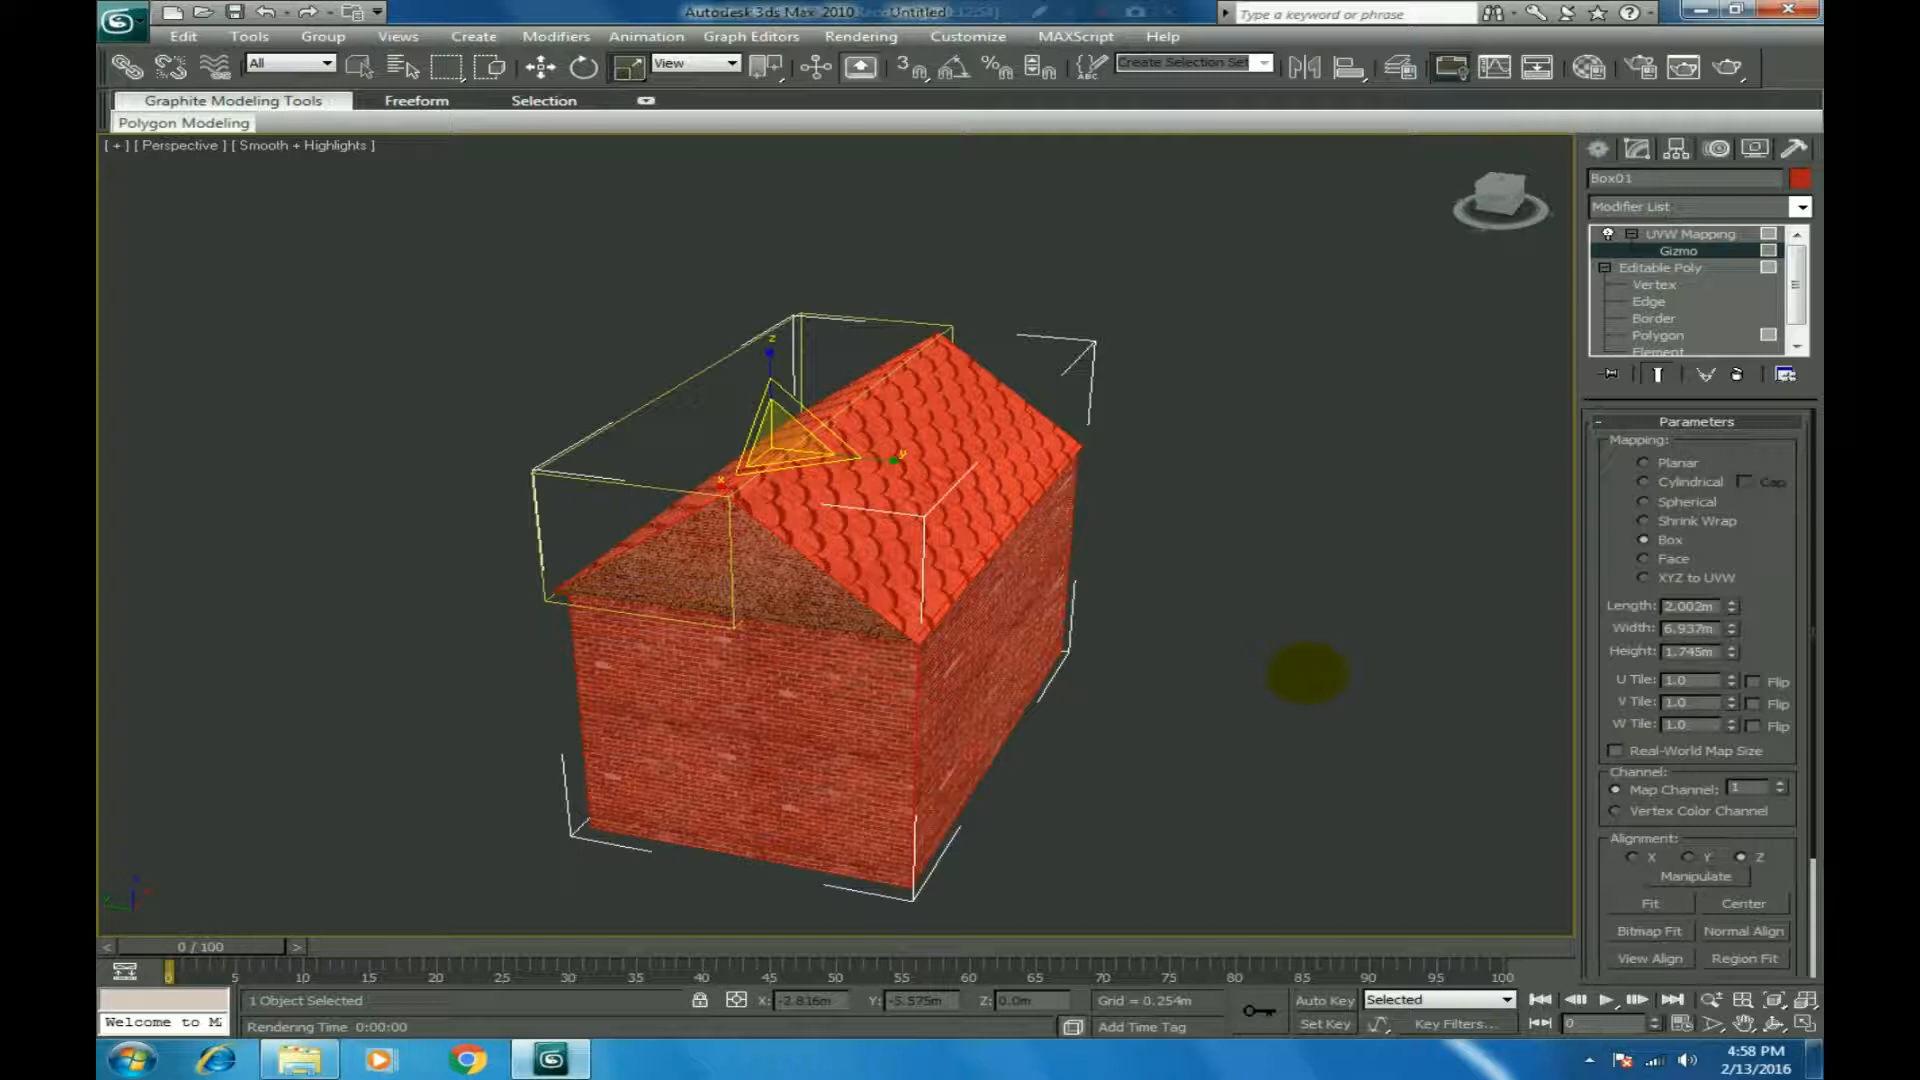 Autodesk 3ds Max 2010 Untitled
Type a keyword or phrase
Edit Tools Group Views Create Modifiers Animation Graph Editors Rendering Customize MAXScript Help
All View Create Selection Set
Graphite Modeling Tools Freeform Selection
Polygon Modeling
[ + ] [ Perspective ] [ Smooth + Highlights ]
Box01
Modifier List
UVW Mapping
Gizmo
Editable Poly
Vertex
Edge
Border
Polygon
Element
z
y
x
Parameters
Mapping:
Planar
Cylindrical Cap
Spherical
Shrink Wrap
Box
Face
XYZ to UVW
Length: 2.002m
Width: 6.937m
Height: 1.745m
U Tile: 1.0 Flip
V Tile: 1.0 Flip
W Tile: 1.0 Flip
Real-World Map Size
Channel:
Map Channel: 1
Vertex Color Channel
Alignment:
X Y Z
Manipulate
Fit Center
Bitmap Fit Normal Align
View Align Region Fit
< 0 / 100 >
0 5 10 15 20 25 30 35 40 45 50 55 60 65 70 75 80 85 90 95 100
1 Object Selected X: -2.816m Y: -5.575m Z: 0.0m Grid = 0.254m Auto Key Selected
Welcome to M Rendering Time 0:00:00 Add Time Tag Set Key Key Filters... 0
4:58 PM
2/13/2016